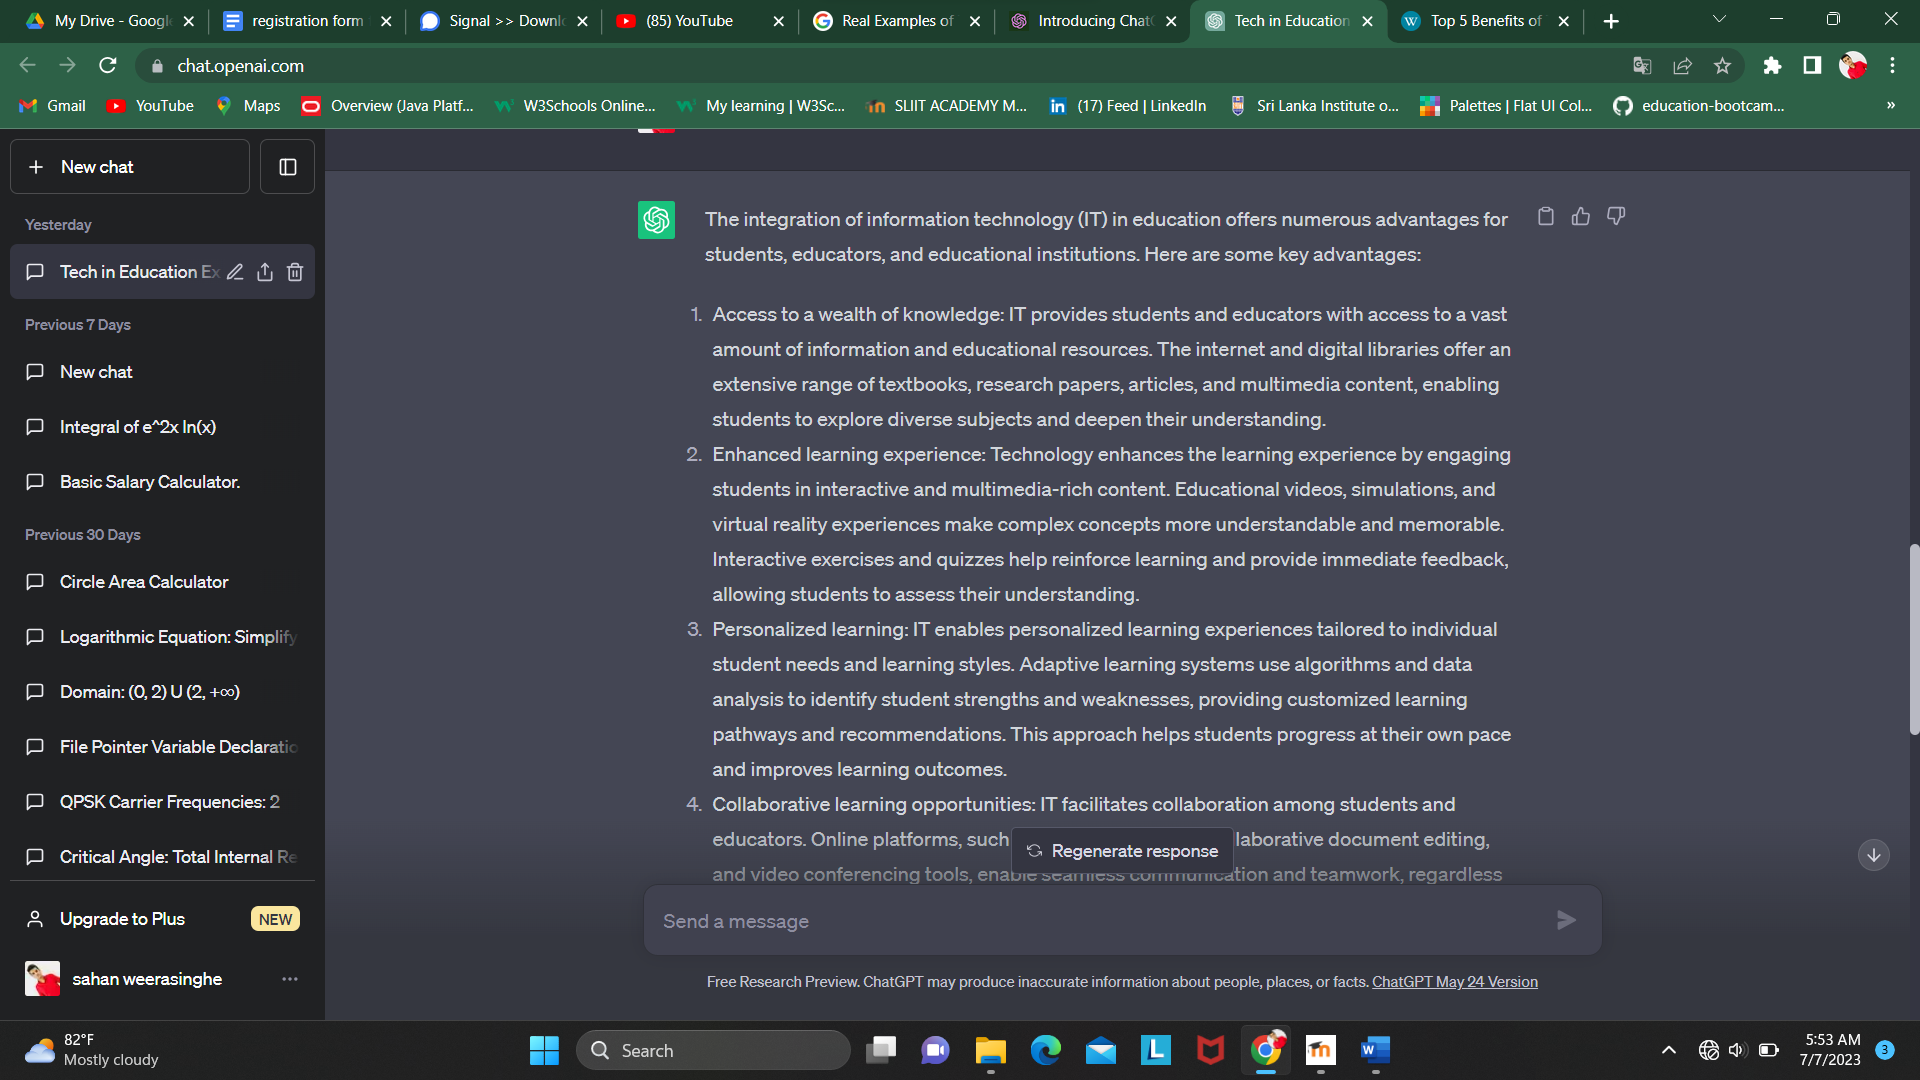 My Drive - Googl
registration form
Signal >> Downl
(85) YouTube
Real Examples of
Introducing Chat
Tech in Education
Top 5 Benefits of
chat.openai.com
Gmail
YouTube
Maps
Overview (Java Platf...
W3Schools Online...
My learning | W3Sc...
SLIIT ACADEMY M...
(17) Feed | LinkedIn
Sri Lanka Institute o...
Palettes | Flat UI Col...
education-bootcam...
»
New chat
Yesterday
Tech in Education Ex
Previous 7 Days
New chat
Integral of e^2x ln(x)
Basic Salary Calculator.
Previous 30 Days
Circle Area Calculator
Logarithmic Equation: Simplify
Domain: (0, 2) U (2, +∞)
File Pointer Variable Declaratio
QPSK Carrier Frequencies: 2
Critical Angle: Total Internal Re
Upgrade to Plus
NEW
sahan weerasinghe
The integration of information technology (IT) in education offers numerous advantages for
students, educators, and educational institutions. Here are some key advantages:
1. Access to a wealth of knowledge: IT provides students and educators with access to a vast
amount of information and educational resources. The internet and digital libraries offer an
extensive range of textbooks, research papers, articles, and multimedia content, enabling
students to explore diverse subjects and deepen their understanding.
2. Enhanced learning experience: Technology enhances the learning experience by engaging
students in interactive and multimedia-rich content. Educational videos, simulations, and
virtual reality experiences make complex concepts more understandable and memorable.
Interactive exercises and quizzes help reinforce learning and provide immediate feedback,
allowing students to assess their understanding.
3. Personalized learning: IT enables personalized learning experiences tailored to individual
student needs and learning styles. Adaptive learning systems use algorithms and data
analysis to identify student strengths and weaknesses, providing customized learning
pathways and recommendations. This approach helps students progress at their own pace
and improves learning outcomes.
4. Collaborative learning opportunities: IT facilitates collaboration among students and
educators. Online platforms, such laborative document editing,
and video conferencing tools, enable seamless communication and teamwork, regardless
Regenerate response
Send a message
Free Research Preview. ChatGPT may produce inaccurate information about people, places, or facts. ChatGPT May 24 Version
82°F
Mostly cloudy
Search
5:53 AM
7/7/2023
3